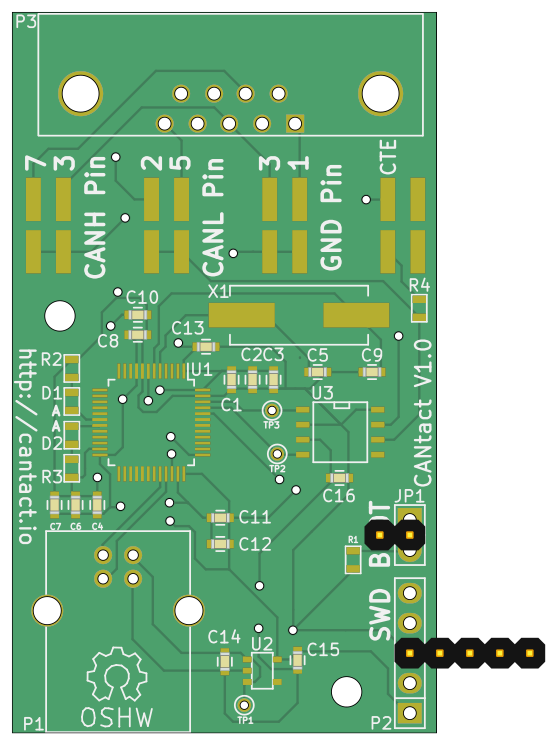 P3
7 3
2 5
3 1
CTE
CANH Pin
CANL Pin
GND Pin
X1
R4
C10
C8
C13
R2
U1
C2C3
C5
C9
D1
A
C1
U3
A
D2
TP3
R3
TP2
C16
CANtact V1.0
http://cantact.io
JP1
C7 C6 C4
C11
C12
R1
SWD
C14
U2
C15
OSHW
P1
TP1
P2